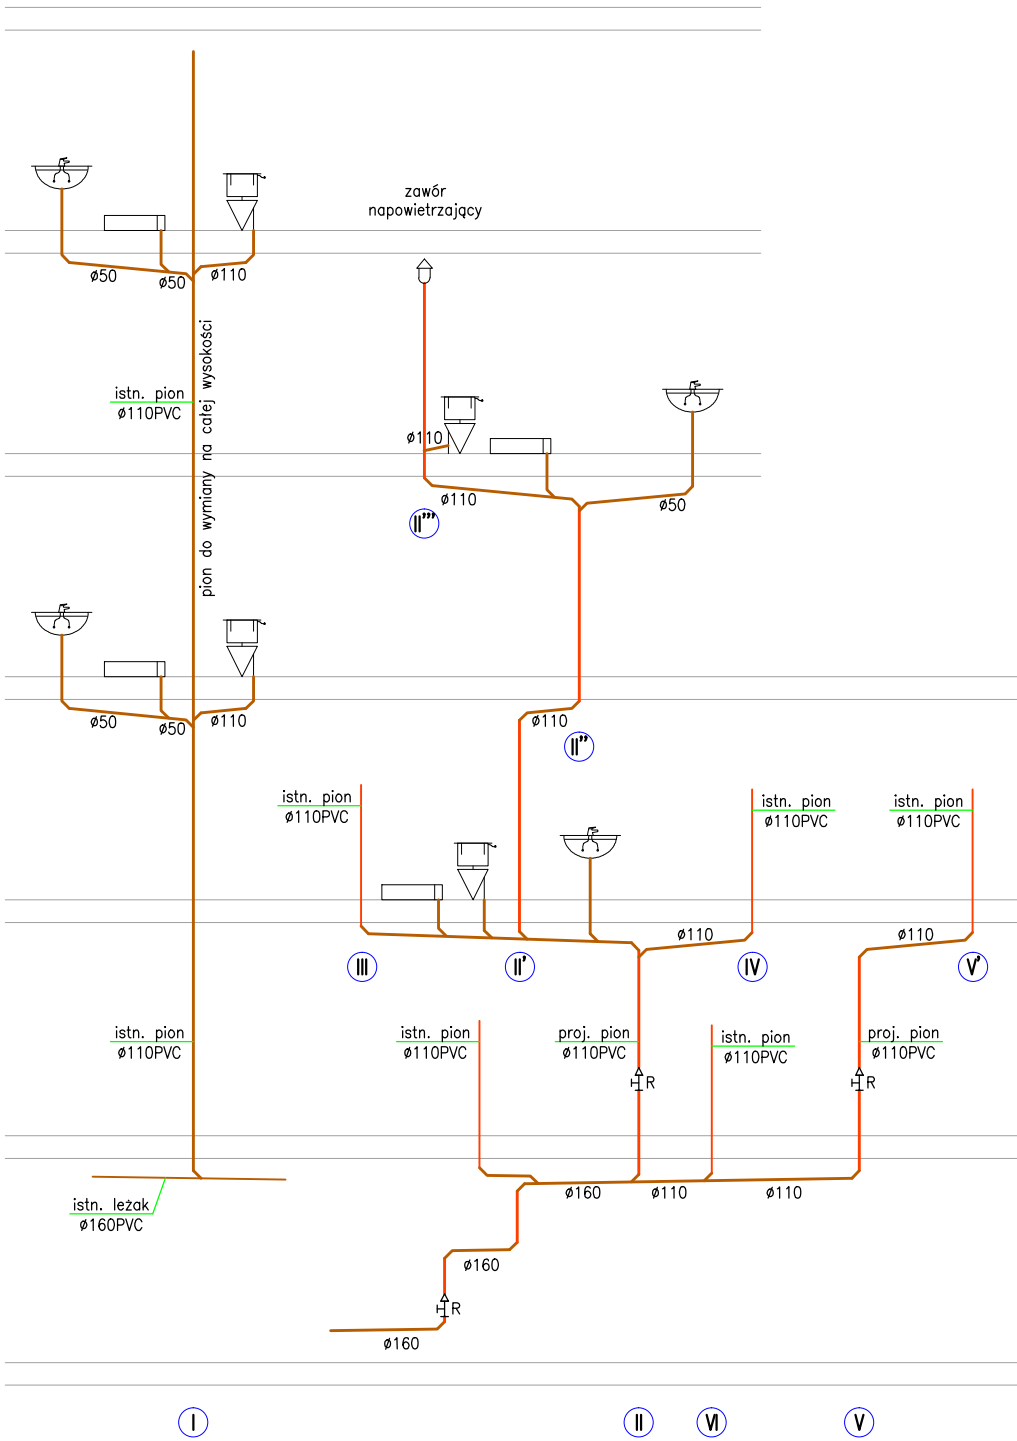 zawór
napowietrzający
ø50
ø50
ø110
pion do wymiany na całej wysokości
istn. pion
ø110PVC
ø110
ø110
ø50
II'''
ø50
ø50
ø110
ø110
II''
istn. pion
ø110PVC
istn. pion
ø110PVC
istn. pion
ø110PVC
ø110
ø110
III
II'
IV
V'
istn. pion
ø110PVC
istn. pion
ø110PVC
proj. pion
ø110PVC
istn. pion
ø110PVC
proj. pion
ø110PVC
R
R
istn. leżak
ø160PVC
ø160
ø110
ø110
ø160
R
ø160
I
II
VI
V